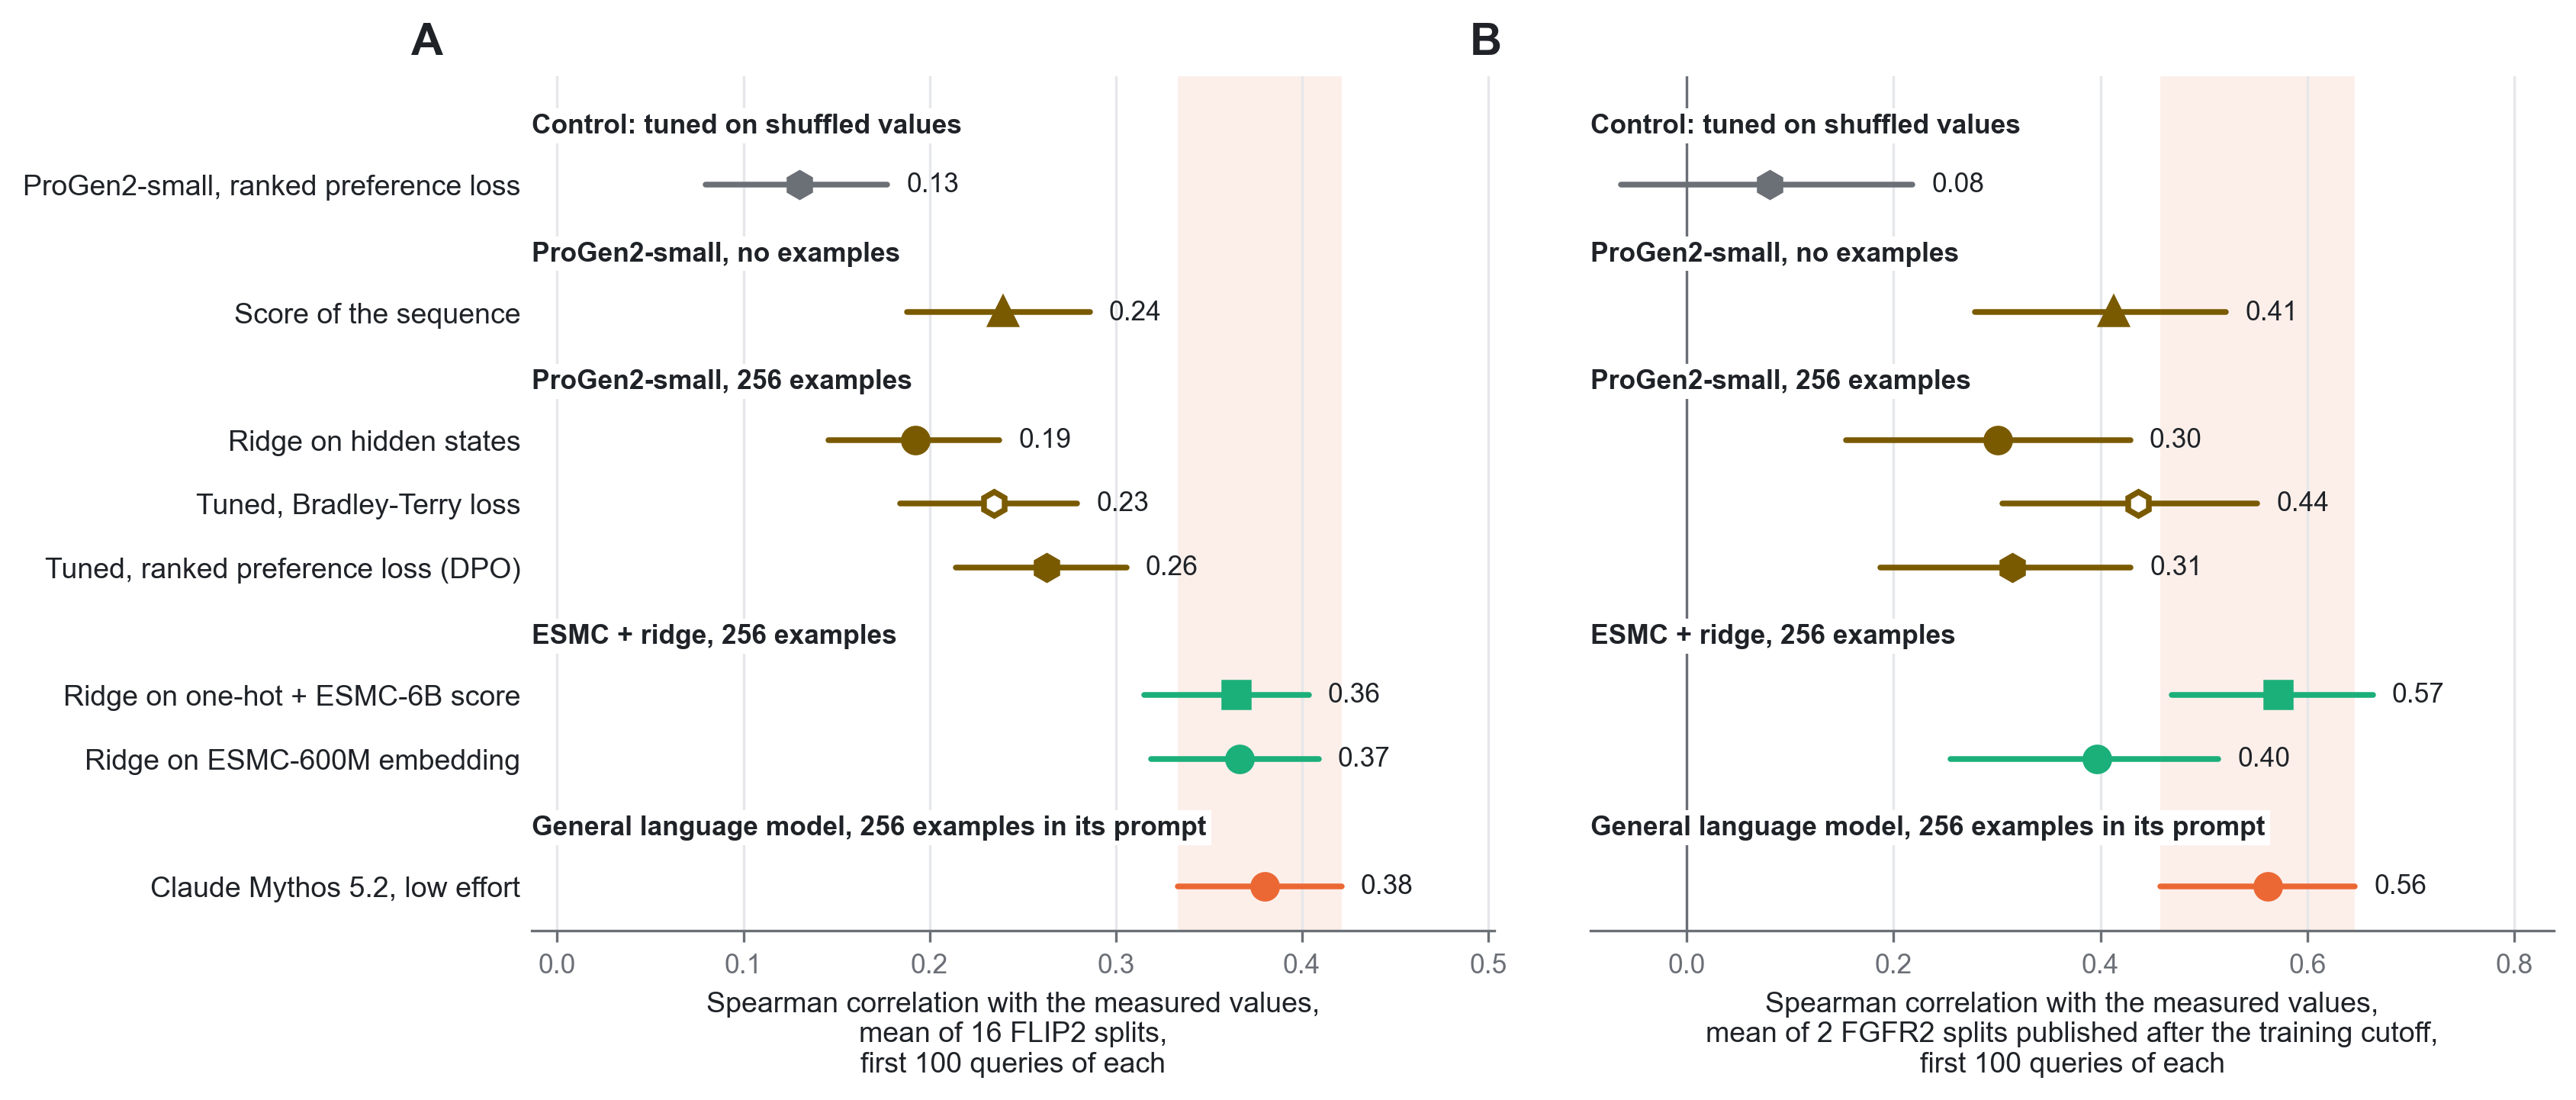 A
Control: tuned on shuffled values
ProGen2-small, ranked preference loss
0.13
ProGen2-small, no examples
Score of the sequence
0.24
ProGen2-small, 256 examples
Ridge on hidden states
0.19
Tuned, Bradley-Terry loss
0.23
Tuned, ranked preference loss (DPO)
0.26
ESMC + ridge, 256 examples
Ridge on one-hot + ESMC-6B score
0.36
Ridge on ESMC-600M embedding
0.37
General language model, 256 examples in its prompt
Claude Mythos 5.2, low effort
0.38
0.0 0.1 0.2 0.3 0.4 0.5
Spearman correlation with the measured values,
mean of 16 FLIP2 splits,
first 100 queries of each
B
Control: tuned on shuffled values
0.08
ProGen2-small, no examples
0.41
ProGen2-small, 256 examples
0.30
0.44
0.31
ESMC + ridge, 256 examples
0.57
0.40
General language model, 256 examples in its prompt
0.56
0.0 0.2 0.4 0.6 0.8
Spearman correlation with the measured values,
mean of 2 FGFR2 splits published after the training cutoff,
first 100 queries of each